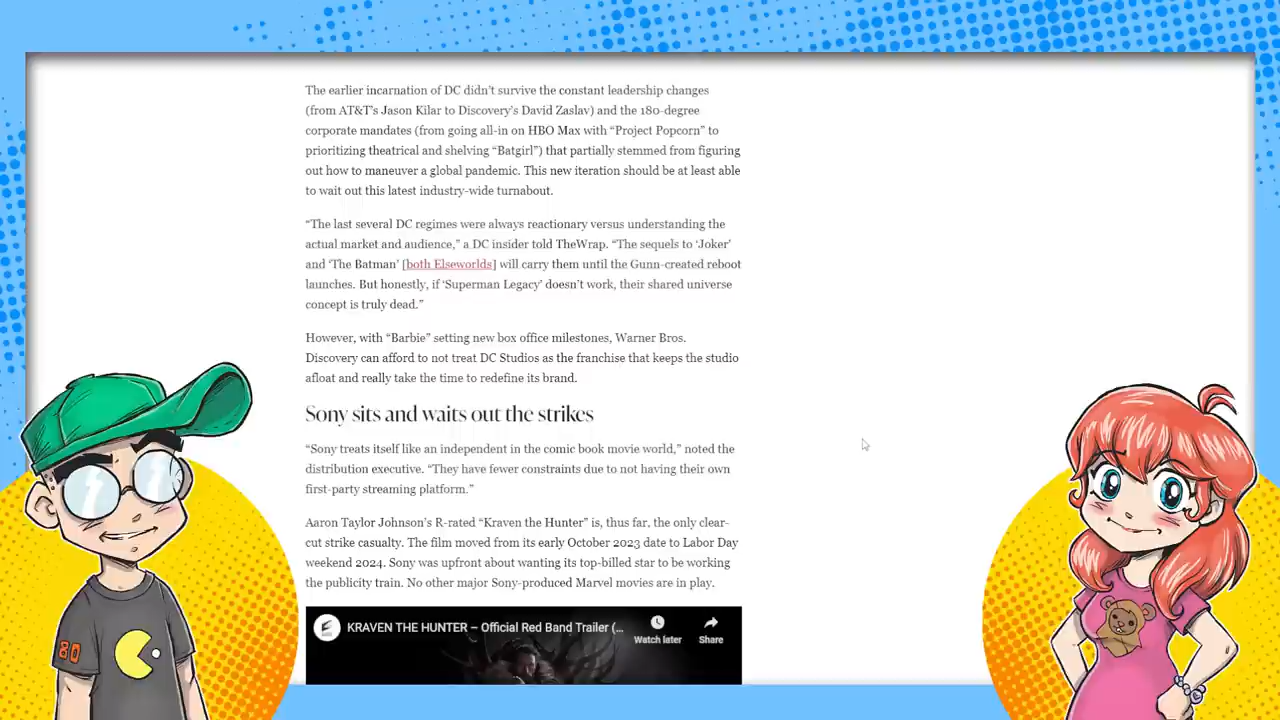 The earlier incarnation of DC didn’t survive the constant leadership changes
(from AT&T’s Jason Kilar to Discovery’s David Zaslav) and the 180-degree
corporate mandates (from going all-in on HBO Max with “Project Popcorn” to
prioritizing theatrical and shelving “Batgirl”) that partially stemmed from figuring
out how to maneuver a global pandemic. This new iteration should be at least able
to wait out this latest industry-wide turnabout.
“The last several DC regimes were always reactionary versus understanding the
actual market and audience,” a DC insider told TheWrap. “The sequels to ‘Joker’
and ‘The Batman’ [both Elseworlds] will carry them until the Gunn-created reboot
launches. But honestly, if ‘Superman Legacy’ doesn’t work, their shared universe
concept is truly dead.”
However, with “Barbie” setting new box office milestones, Warner Bros.
Discovery can afford to not treat DC Studios as the franchise that keeps the studio
afloat and really take the time to redefine its brand.
Sony sits and waits out the strikes
“Sony treats itself like an independent in the comic book movie world,” noted the
distribution executive. “They have fewer constraints due to not having their own
first-party streaming platform.”
Aaron Taylor Johnson’s R-rated “Kraven the Hunter” is, thus far, the only clear-
cut strike casualty. The film moved from its early October 2023 date to Labor Day
weekend 2024. Sony was upfront about wanting its top-billed star to be working
the publicity train. No other major Sony-produced Marvel movies are in play.
KRAVEN THE HUNTER – Official Red Band Trailer (...
Watch later
Share
80